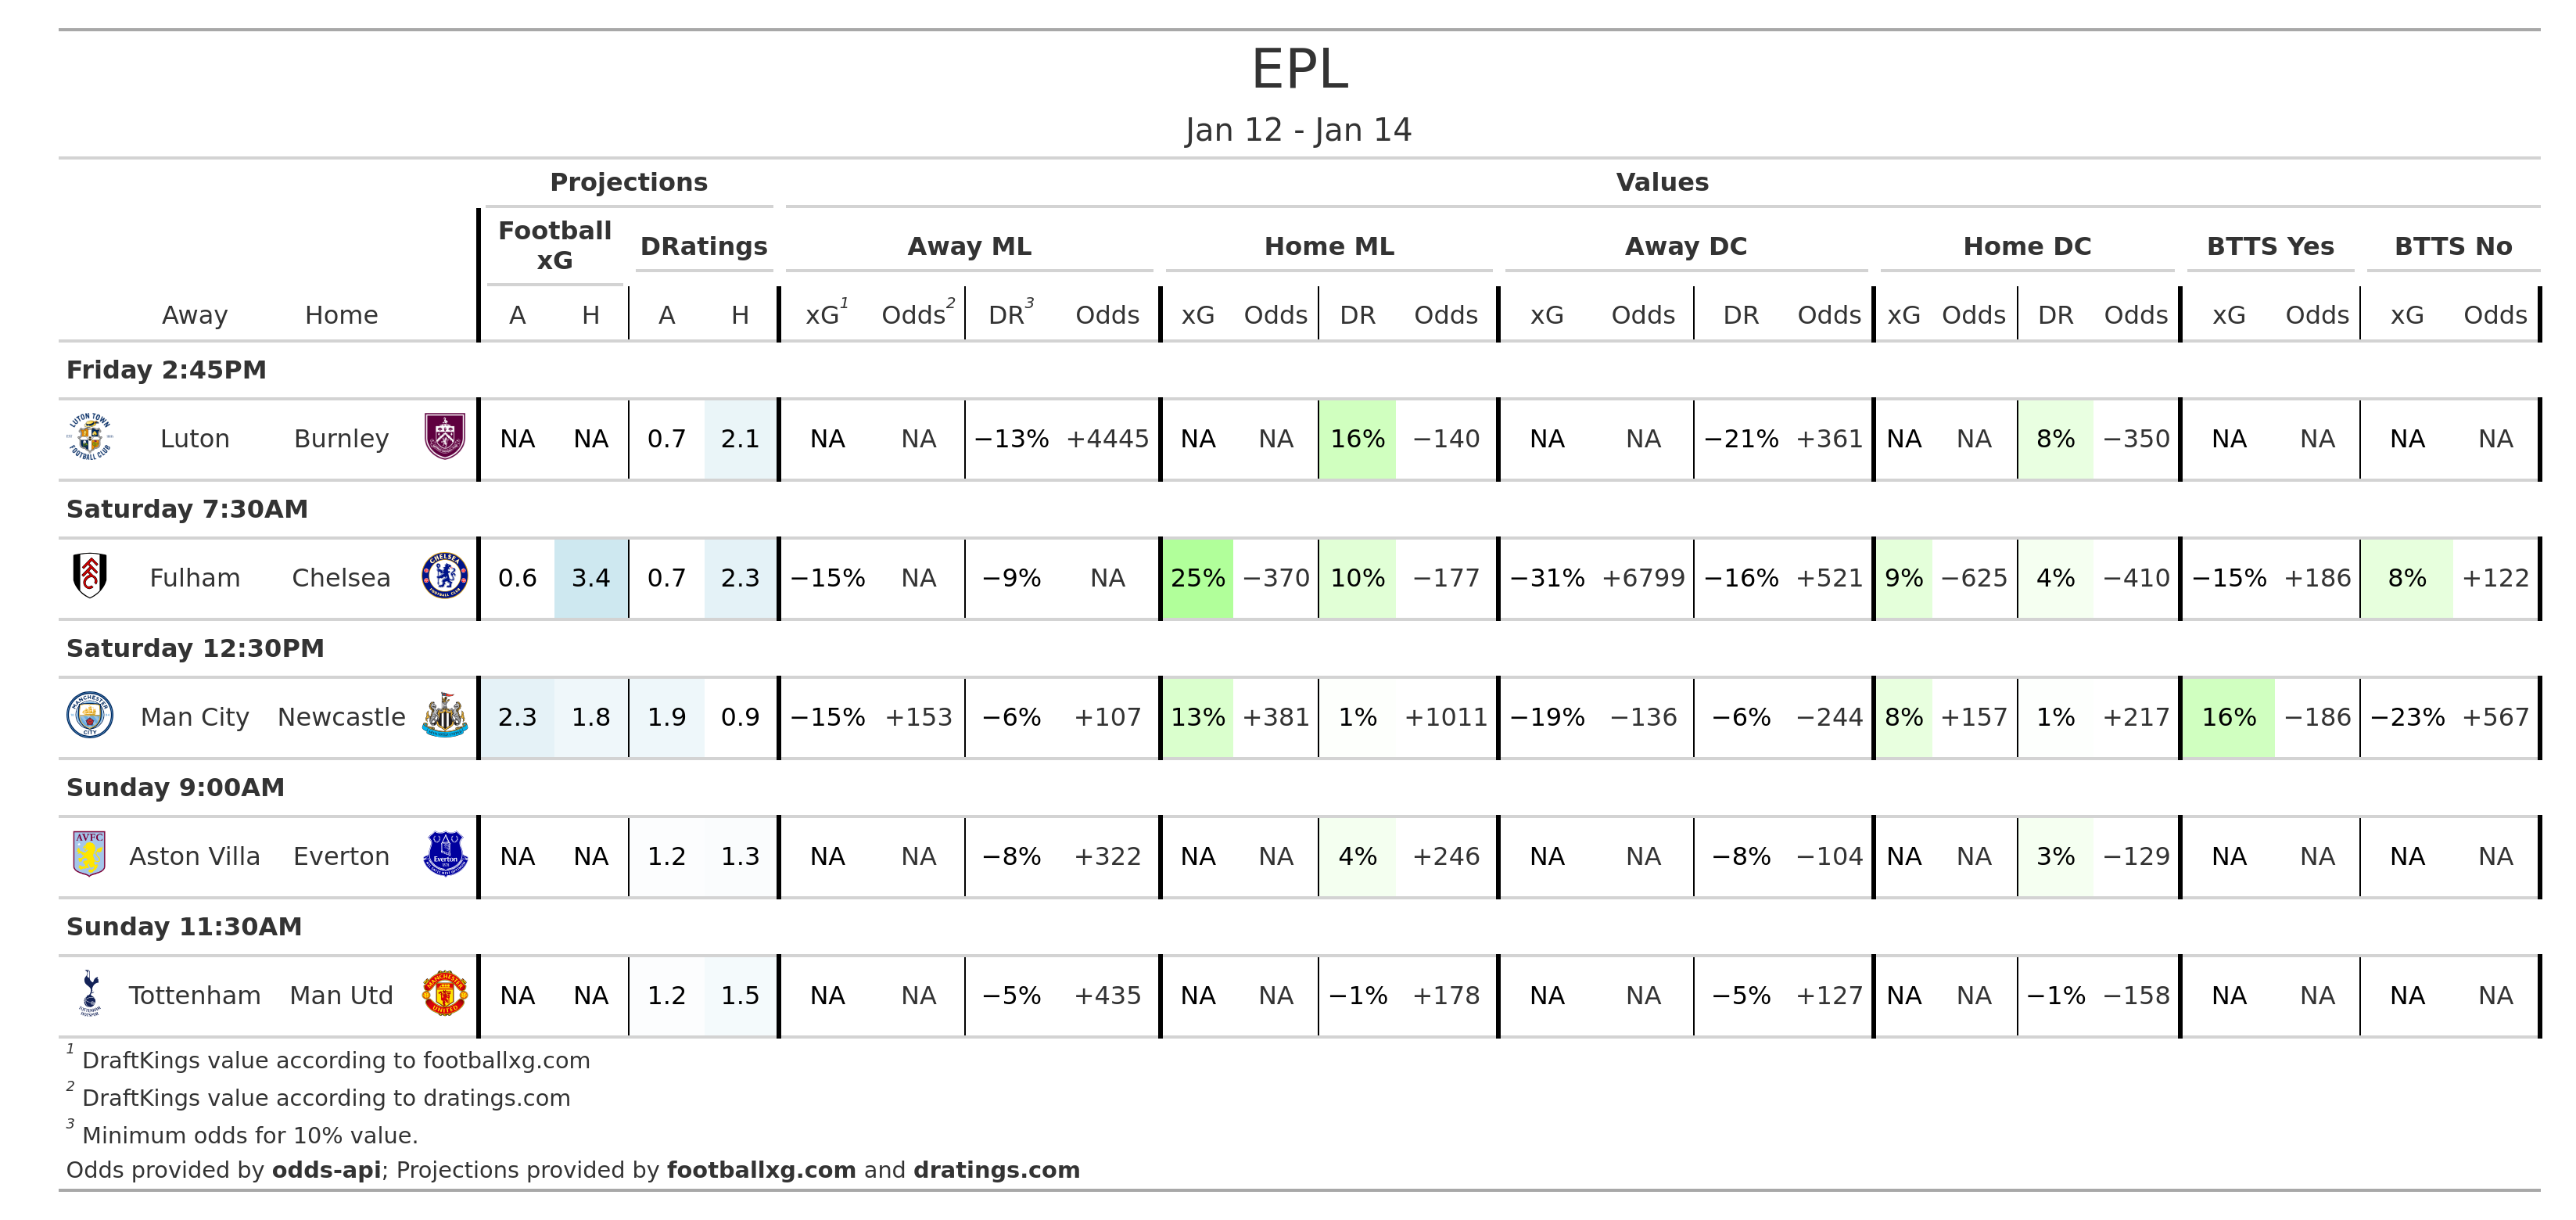 EPL
Jan 12 - Jan 14
Projections Values
Football xG DRatings Away ML Home ML Away DC Home DC BTTS Yes BTTS No
Away Home A H A H xG1 Odds2 DR3 Odds xG Odds DR Odds xG Odds DR Odds xG Odds DR Odds xG Odds xG Odds
Friday 2:45PM
Luton Burnley NA NA 0.7 2.1 NA NA −13% +4445 NA NA 16% −140 NA NA −21% +361 NA NA 8% −350 NA NA NA NA
Saturday 7:30AM
Fulham Chelsea 0.6 3.4 0.7 2.3 −15% NA −9% NA 25% −370 10% −177 −31% +6799 −16% +521 9% −625 4% −410 −15% +186 8% +122
Saturday 12:30PM
Man City Newcastle 2.3 1.8 1.9 0.9 −15% +153 −6% +107 13% +381 1% +1011 −19% −136 −6% −244 8% +157 1% +217 16% −186 −23% +567
Sunday 9:00AM
Aston Villa Everton NA NA 1.2 1.3 NA NA −8% +322 NA NA 4% +246 NA NA −8% −104 NA NA 3% −129 NA NA NA NA
Sunday 11:30AM
Tottenham Man Utd NA NA 1.2 1.5 NA NA −5% +435 NA NA −1% +178 NA NA −5% +127 NA NA −1% −158 NA NA NA NA
1 DraftKings value according to footballxg.com
2 DraftKings value according to dratings.com
3 Minimum odds for 10% value.
Odds provided by odds-api; Projections provided by footballxg.com and dratings.com